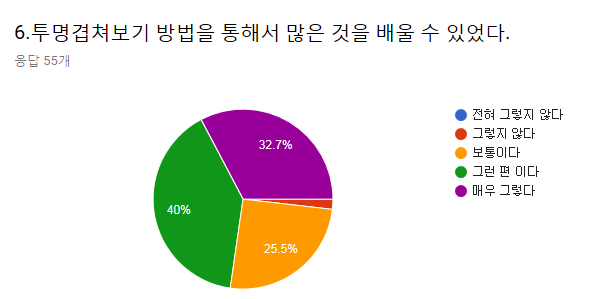 6.투명겹쳐보기 방법을 통해서 많은 것을 배울 수 있었다.
응답 55개
전혀 그렇지 않다
그렇지 않다
보통이다
그런 편 이다
매우 그렇다
32.7%
40%
25.5%